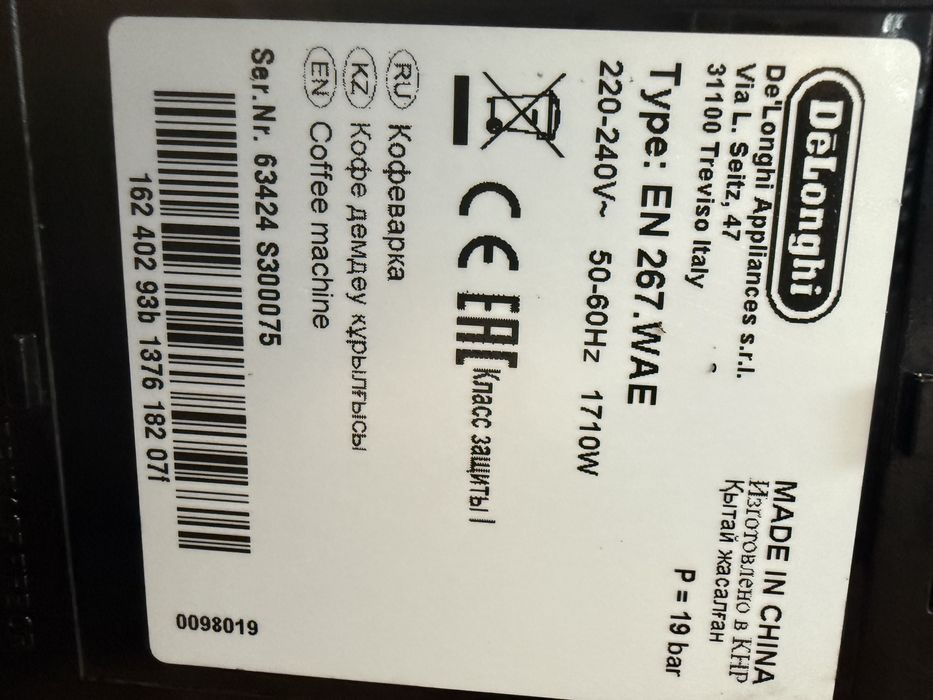 DeLonghi
De'Longhi Appliances s.r.l.
Via L. Seitz, 47
31100 Treviso Italy
MADE IN CHINA
Изготовлено в КНР
Қытай жасалған
Type: EN 267.WAE
P = 19 bar
220-240V~ 50-60Hz 1710W
CE EAC Класс защиты I
RU Кофеварка
KZ Кофе демдеу құрылғысы
EN Coffee machine
Ser.Nr. 63424 S300075
162 402 93b 1376 182 07f
0098019